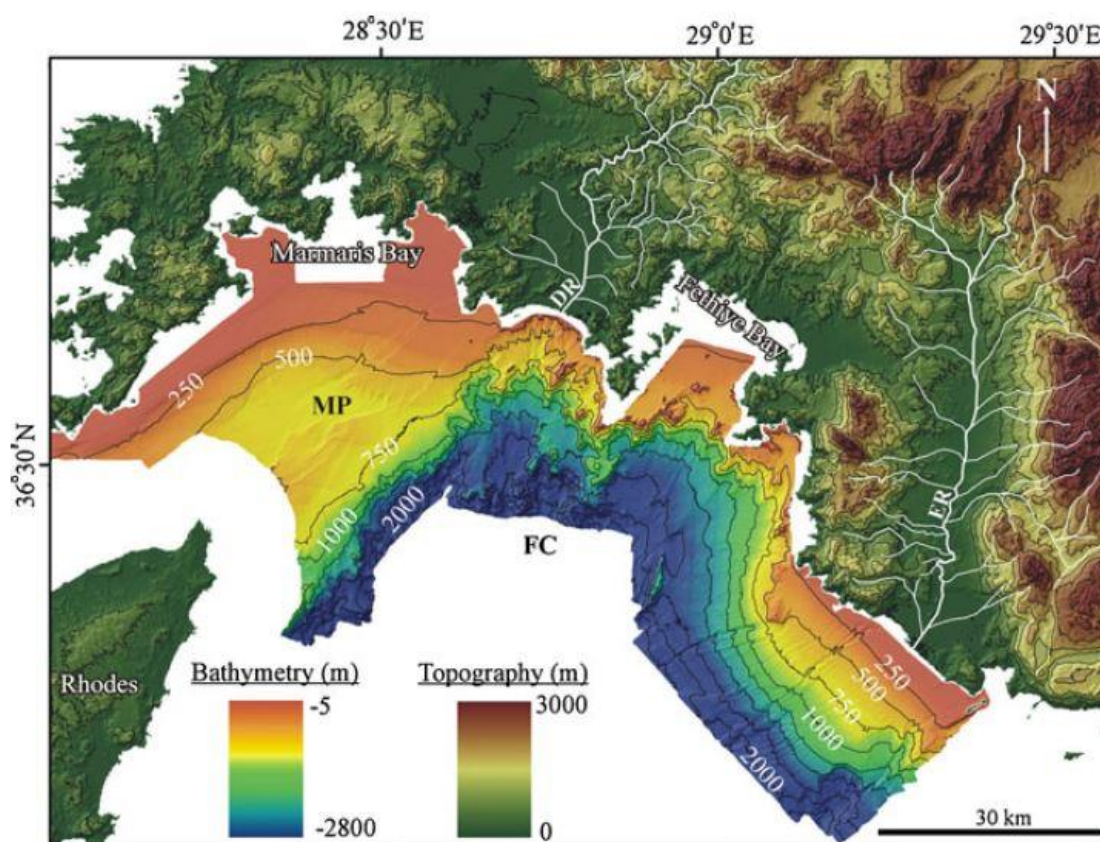 28°30'E
29°0'E
29°30'E
N
Marmaris Bay
DR
Fethiye Bay
250
500
MP
750
36°30'N
1000
2000
ER
FC
250
500
750
1000
2000
Rhodes
Bathymetry (m)
-5
-2800
Topography (m)
3000
0
30 km